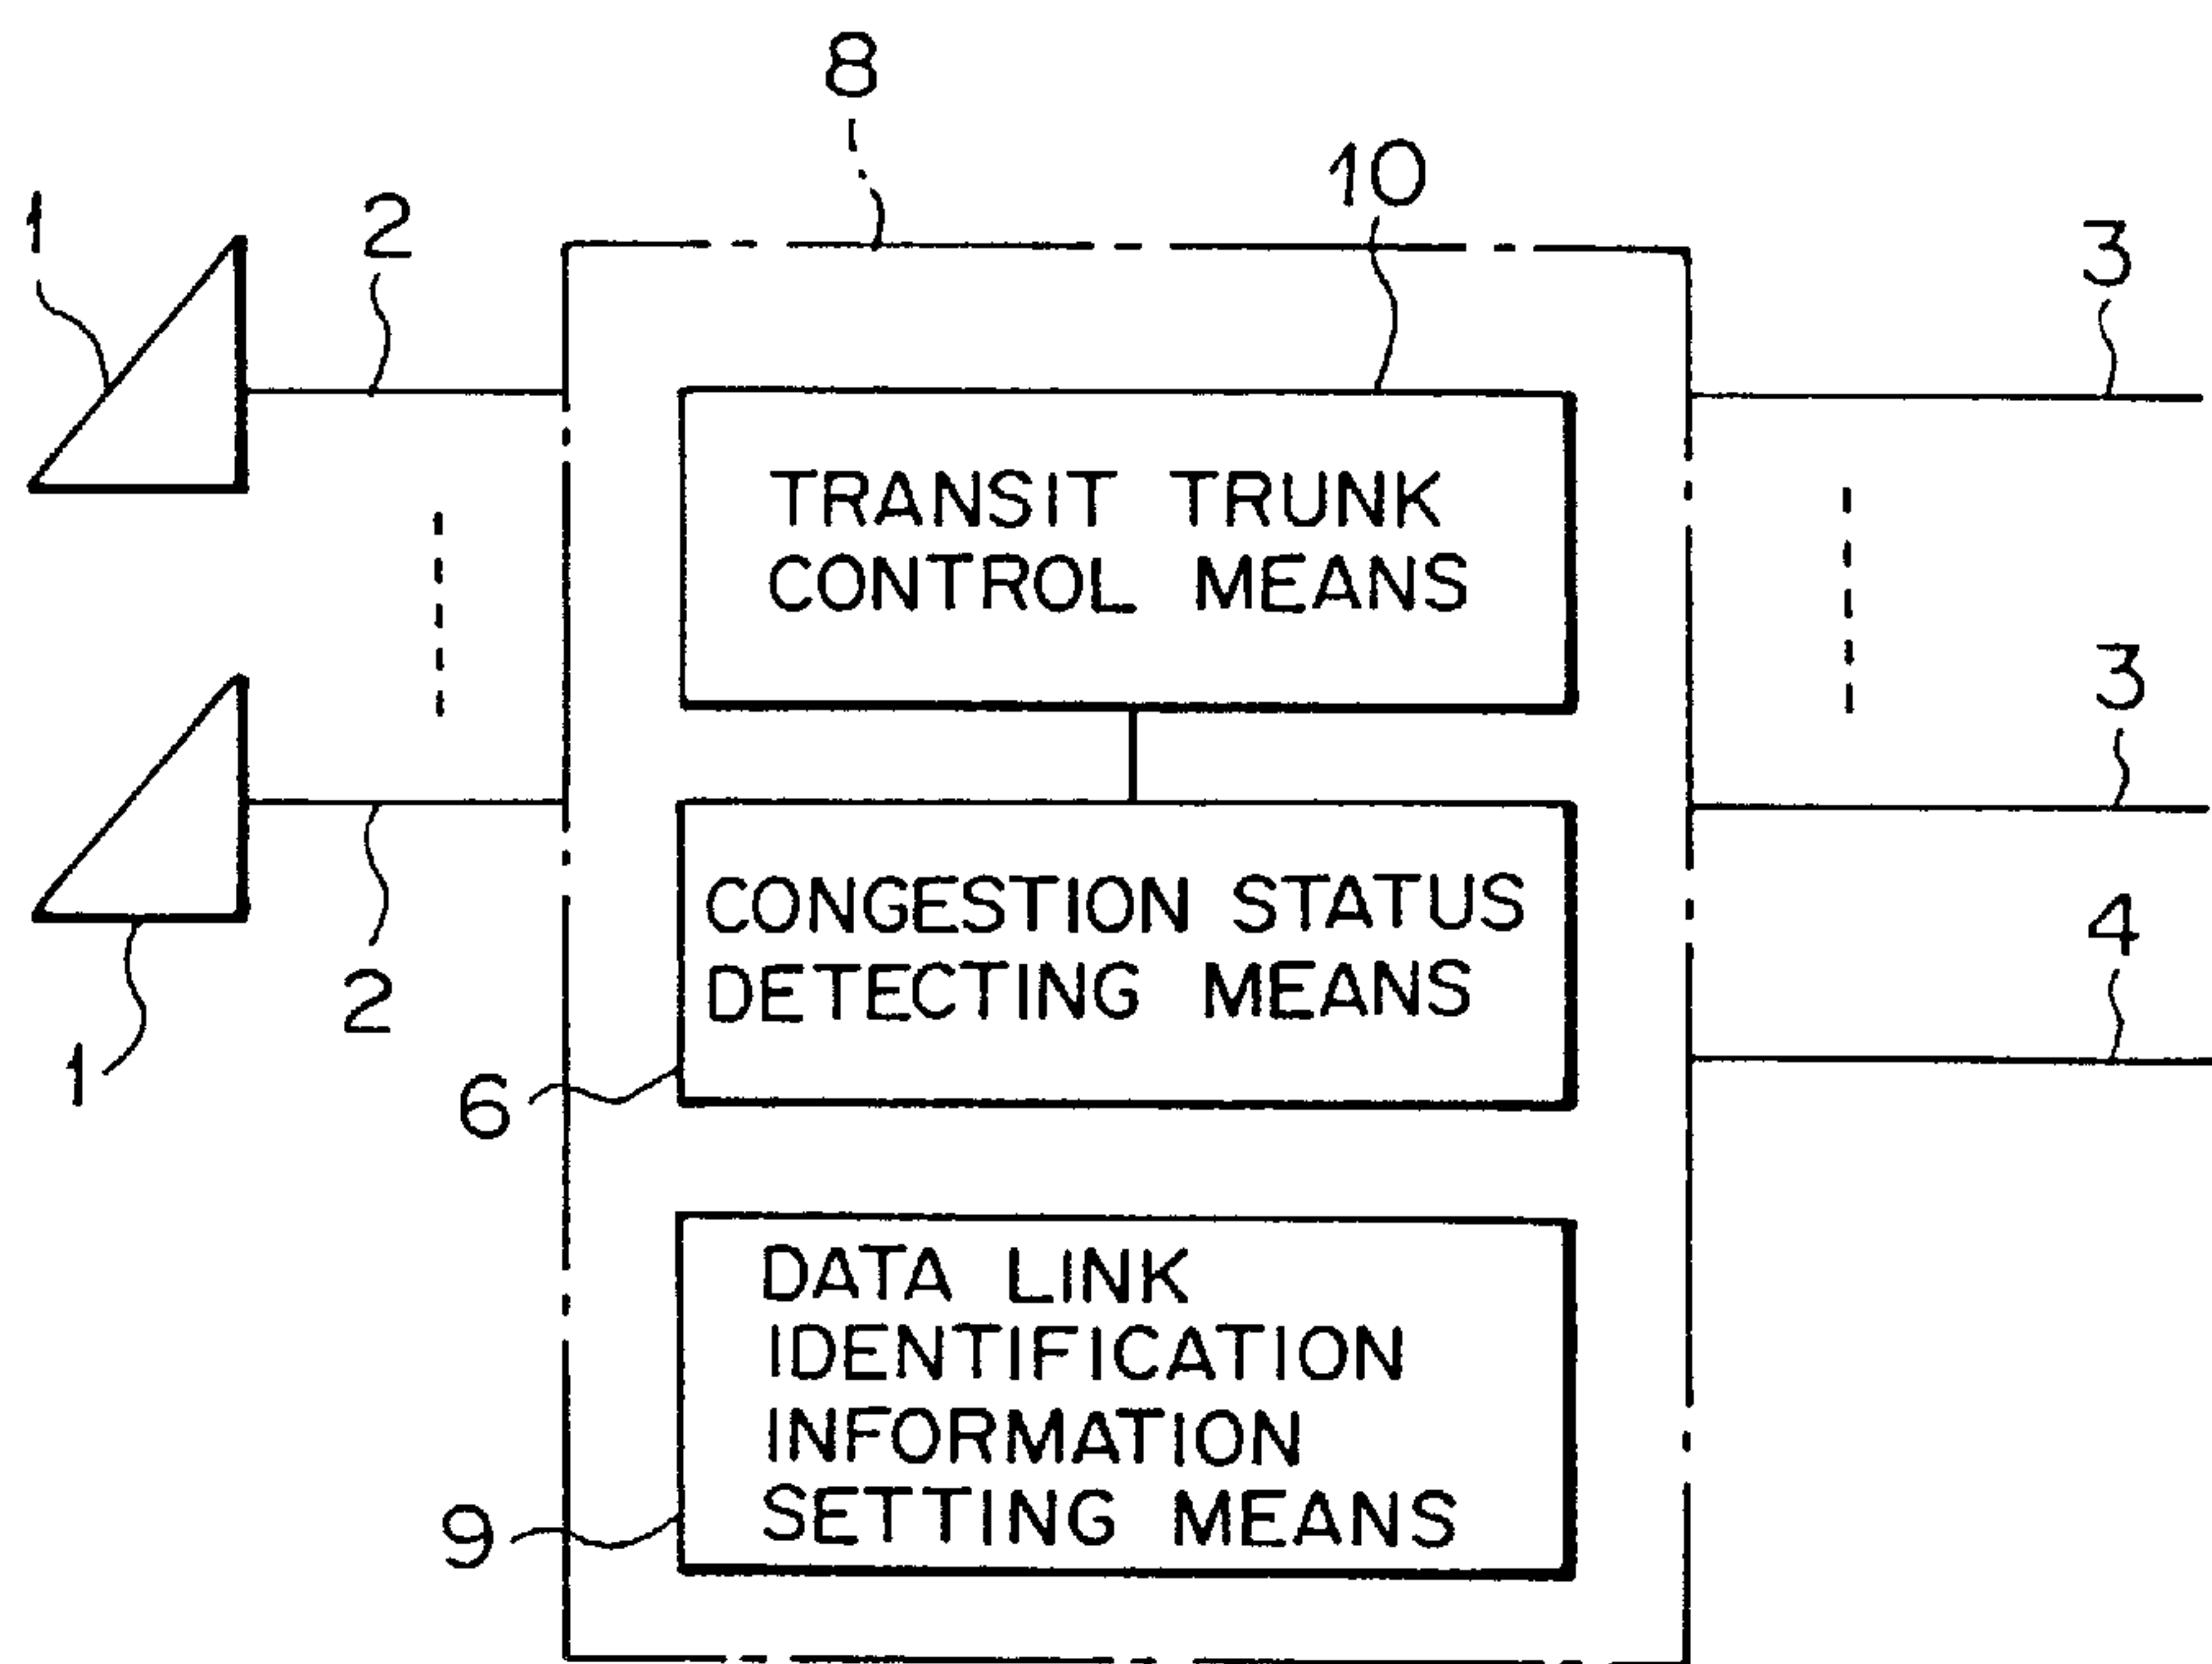 8
10
1
2
3
TRANSIT TRUNK
CONTROL MEANS
3
CONGESTION STATUS
DETECTING MEANS
4
2
1
6
DATA LINK
IDENTIFICATION
INFORMATION
SETTING MEANS
9